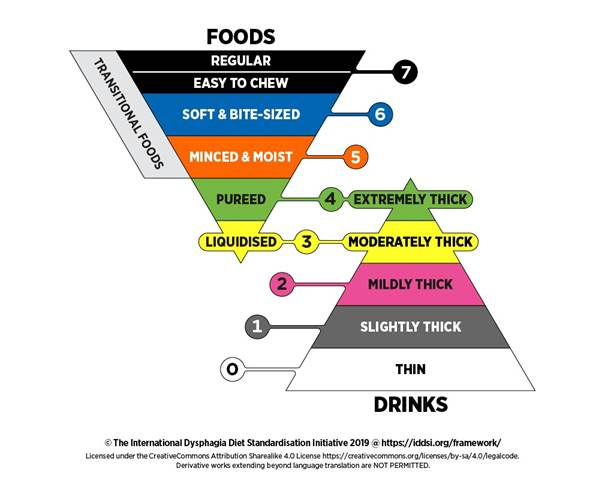 FOODS
REGULAR
7
EASY TO CHEW
TRANSITIONAL FOODS
SOFT & BITE-SIZED
6
MINCED & MOIST
5
PUREED
4
EXTREMELY THICK
LIQUIDISED
3
MODERATELY THICK
2
MILDLY THICK
1
SLIGHTLY THICK
0
THIN
DRINKS
© The International Dysphagia Diet Standardisation Initiative 2019 @ https://iddsi.org/framework/
Licensed under the CreativeCommons Attribution Sharealike 4.0 License https://creativecommons.org/licenses/by-sa/4.0/legalcode.
Derivative works extending beyond language translation are NOT PERMITTED.